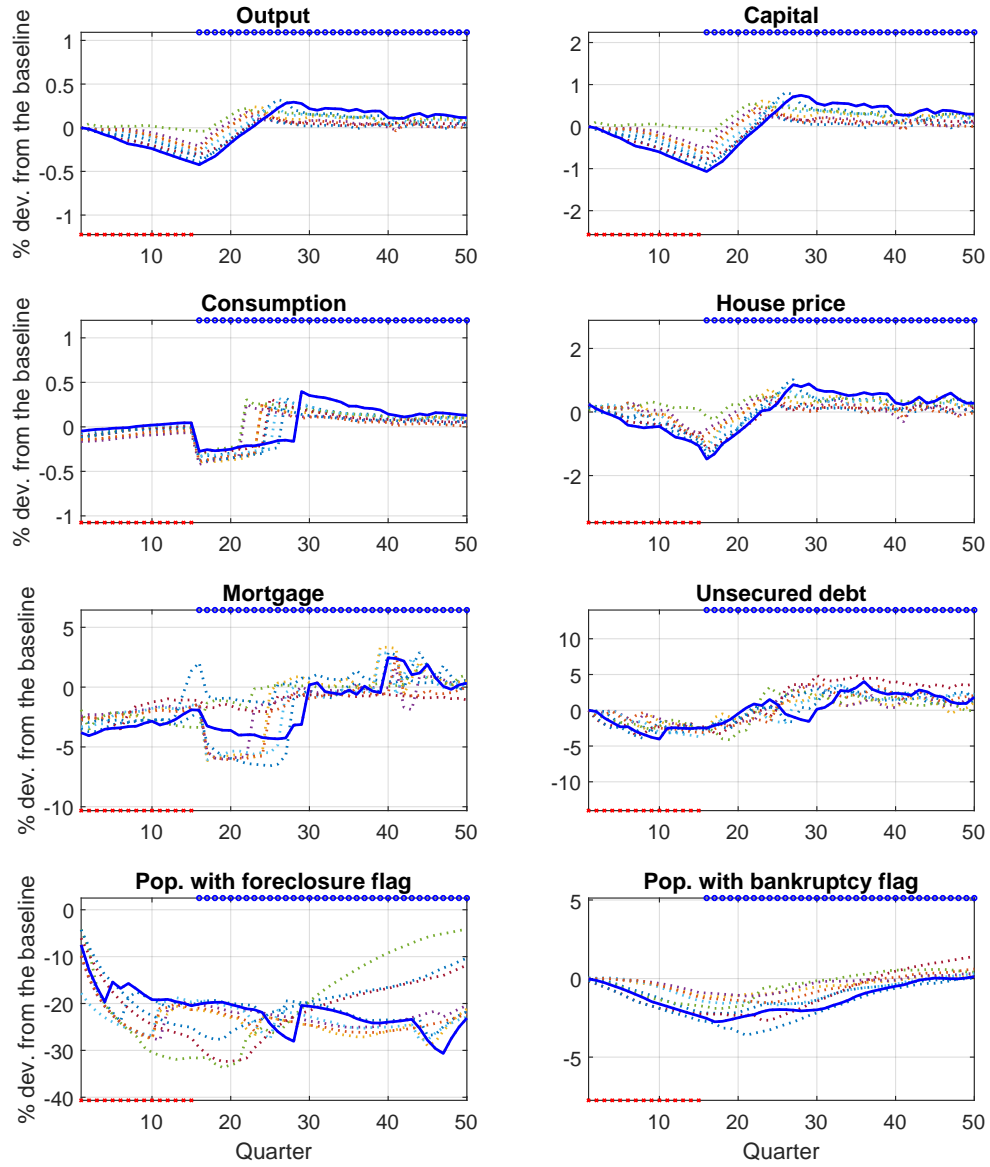 Output
% dev. from the baseline
1
0.5
0
-0.5
-1
10 20 30 40 50
Capital
2
1
0
-1
-2
10 20 30 40 50
Consumption
% dev. from the baseline
1
0.5
0
-0.5
-1
10 20 30 40 50
House price
2
0
-2
10 20 30 40 50
Mortgage
% dev. from the baseline
5
0
-5
-10
10 20 30 40 50
Unsecured debt
10
5
0
-5
-10
10 20 30 40 50
Pop. with foreclosure flag
% dev. from the baseline
0
-10
-20
-30
-40
10 20 30 40 50
Quarter
Pop. with bankruptcy flag
5
0
-5
10 20 30 40 50
Quarter